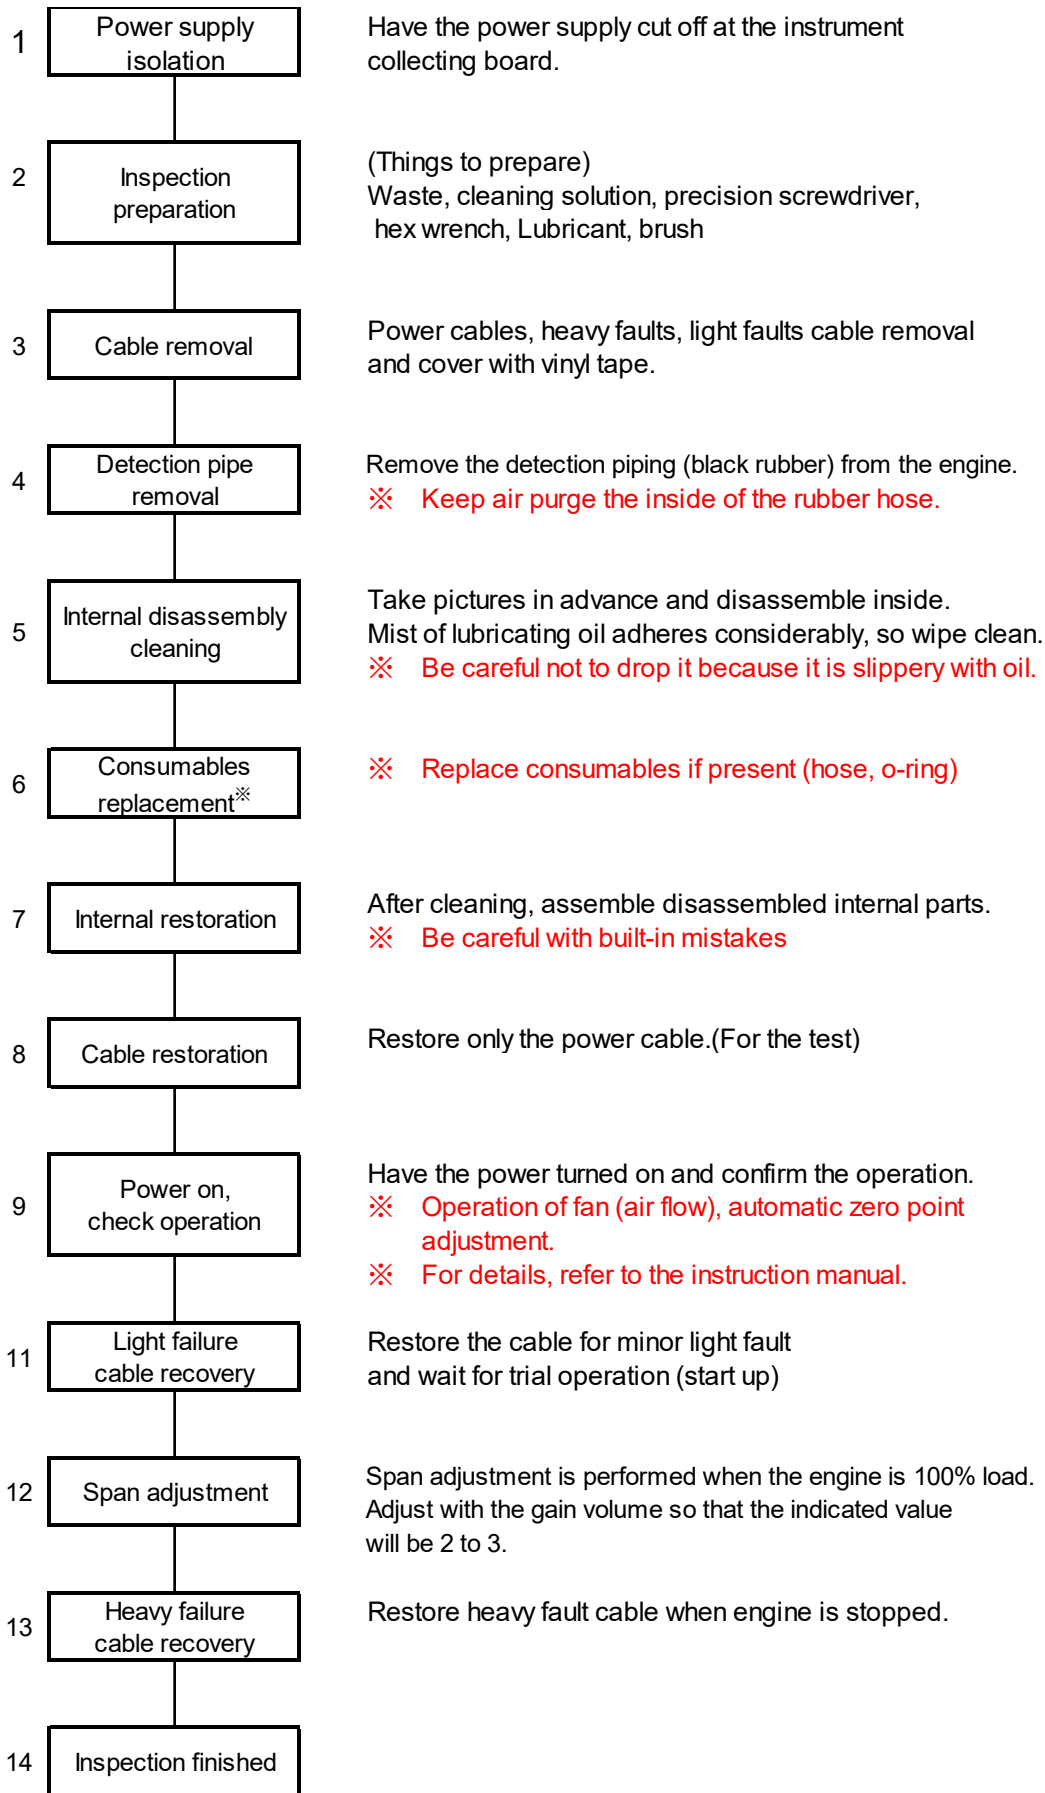 1
Power supply
isolation
Have the power supply cut off at the instrument
collecting board.
2
Inspection
preparation
(Things to prepare)
Waste, cleaning solution, precision screwdriver,
hex wrench, Lubricant, brush
3
Cable removal
Power cables, heavy faults, light faults cable removal
and cover with vinyl tape.
4
Detection pipe
removal
Remove the detection piping (black rubber) from the engine.
※ Keep air purge the inside of the rubber hose.
5
Internal disassembly
cleaning
Take pictures in advance and disassemble inside.
Mist of lubricating oil adheres considerably, so wipe clean.
※ Be careful not to drop it because it is slippery with oil.
6
Consumables
replacement※
※ Replace consumables if present (hose, o-ring)
7
Internal restoration
After cleaning, assemble disassembled internal parts.
※ Be careful with built-in mistakes
8
Cable restoration
Restore only the power cable.(For the test)
9
Power on,
check operation
Have the power turned on and confirm the operation.
※ Operation of fan (air flow), automatic zero point
adjustment.
※ For details, refer to the instruction manual.
11
Light failure
cable recovery
Restore the cable for minor light fault
and wait for trial operation (start up)
12
Span adjustment
Span adjustment is performed when the engine is 100% load.
Adjust with the gain volume so that the indicated value
will be 2 to 3.
13
Heavy failure
cable recovery
Restore heavy fault cable when engine is stopped.
14
Inspection finished